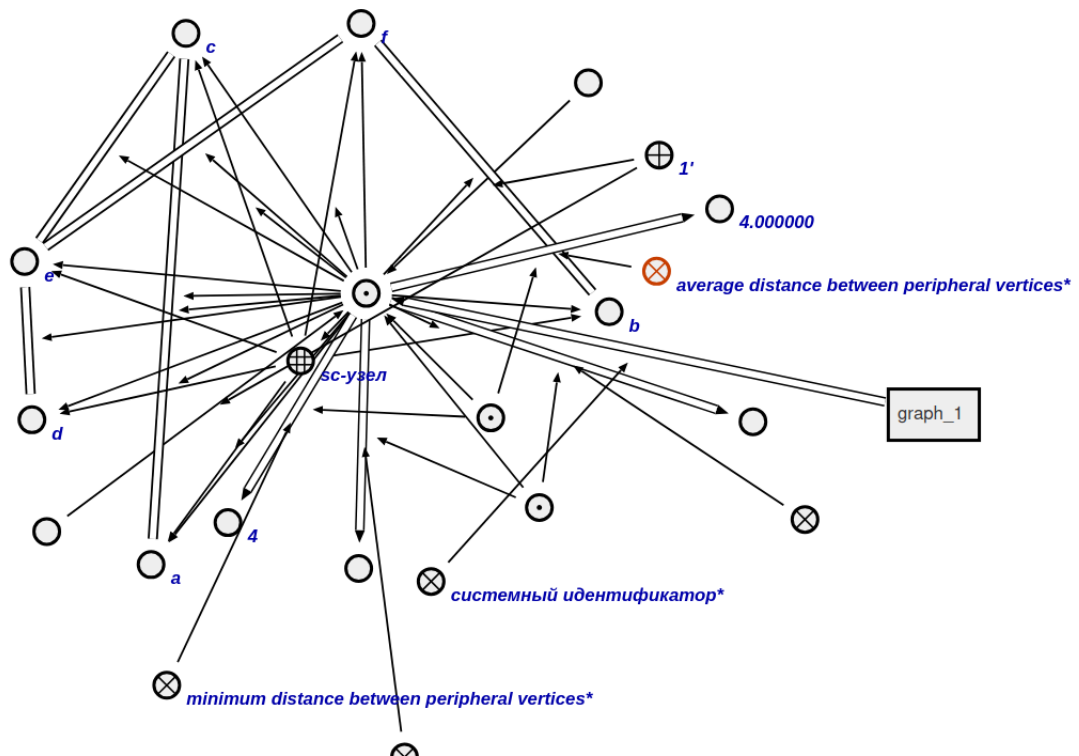 c
f
1'
4.000000
e
average distance between peripheral vertices*
b
sc-узел
graph_1
d
4
a
системный идентификатор*
minimum distance between peripheral vertices*